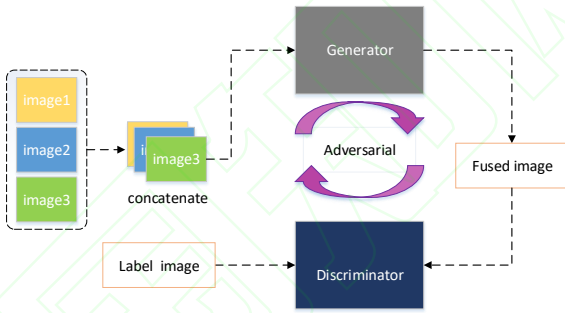 Generator
image1
image2
image3
image3
concatenate
Adversarial
Fused image
Label image
Discriminator